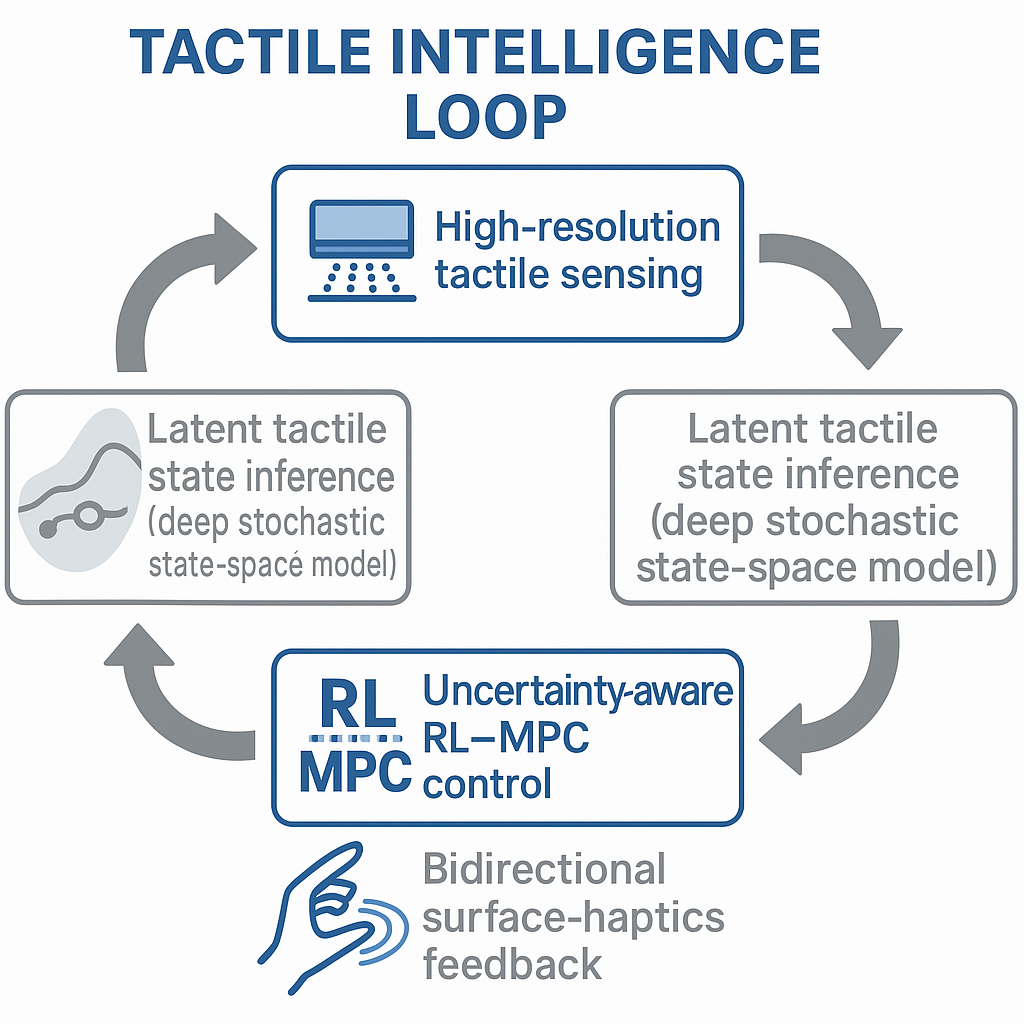 TACTILE INTELLIGENCE
LOOP
High-resolution
tactile sensing
Latent tactile
state inference
(deep stochastic
state-spacé model)
Latent tactile
state inference
(deep stochastic
state-space model)
RL
MPC
Uncertainty-aware
RL–MPC
control
Bidirectional
surface-haptics
feedback